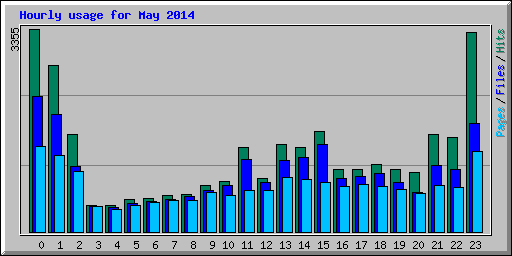 Hourly usage for May 2014
3355
Pages / Files / Hits
0 1 2 3 4 5 6 7 8 9 10 11 12 13 14 15 16 17 18 19 20 21 22 23